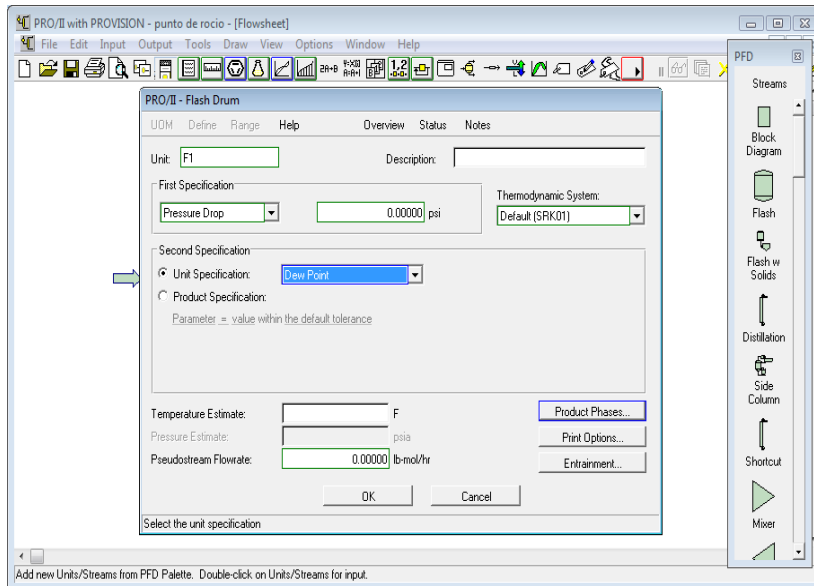 PRO/II with PROVISION - punto de rocio - [Flowsheet]
File Edit Input Output Tools Draw View Options Window Help
PFD
Streams
Block
Diagram
Flash
Flash w
Solids
Distillation
Side
Column
Shortcut
Mixer
PRO/II - Flash Drum
UOM Define Range Help Overview Status Notes
Unit: F1 Description:
First Specification
Pressure Drop 0.00000 psi
Thermodynamic System:
Default (SRK01)
Second Specification
Unit Specification: Dew Point
Product Specification:
Parameter = value within the default tolerance
Temperature Estimate: F
Pressure Estimate: psia
Pseudostream Flowrate: 0.00000 lb-mol/hr
Product Phases...
Print Options...
Entrainment...
OK Cancel
Select the unit specification
Add new Units/Streams from PFD Palette. Double-click on Units/Streams for input.